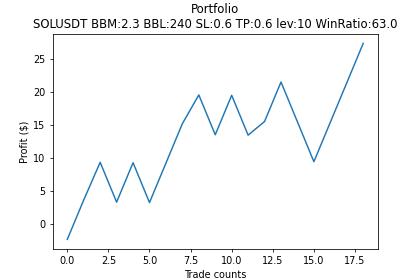 Portfolio
SOLUSDT BBM:2.3 BBL:240 SL:0.6 TP:0.6 lev:10 WinRatio:63.0
25
20
15
10
5
0
Profit ($)
0.0 2.5 5.0 7.5 10.0 12.5 15.0 17.5
Trade counts